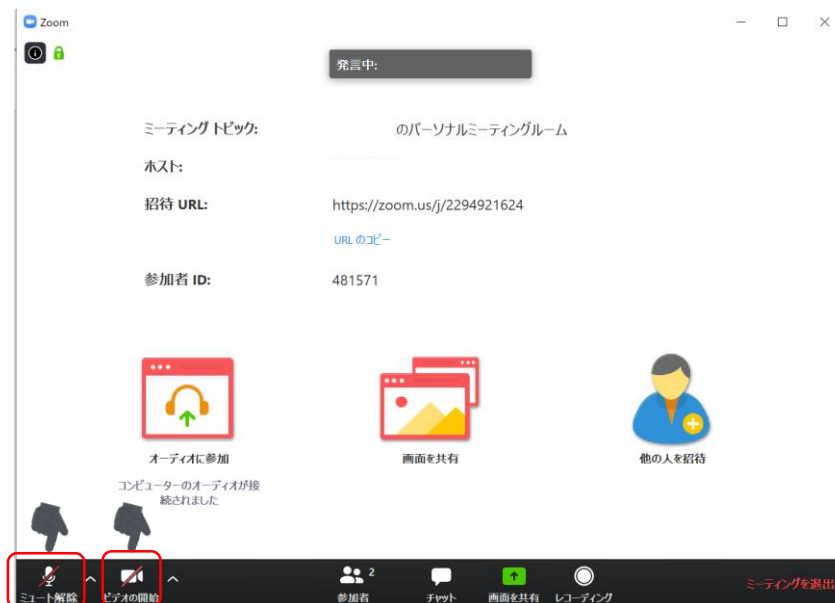 Zoom
発言中:
ミーティングトピック: のパーソナルミーティングルーム
ホスト:
招待 URL: https://zoom.us/j/2294921624
URL のコピー
参加者 ID: 481571
オーディオに参加 画面を共有 他の人を招待
コンピューターのオーディオが接
続されました
2
ミュート解除 ビデオの開始 参加者 チャット 画面を共有 レコーディング ミーティングを退出